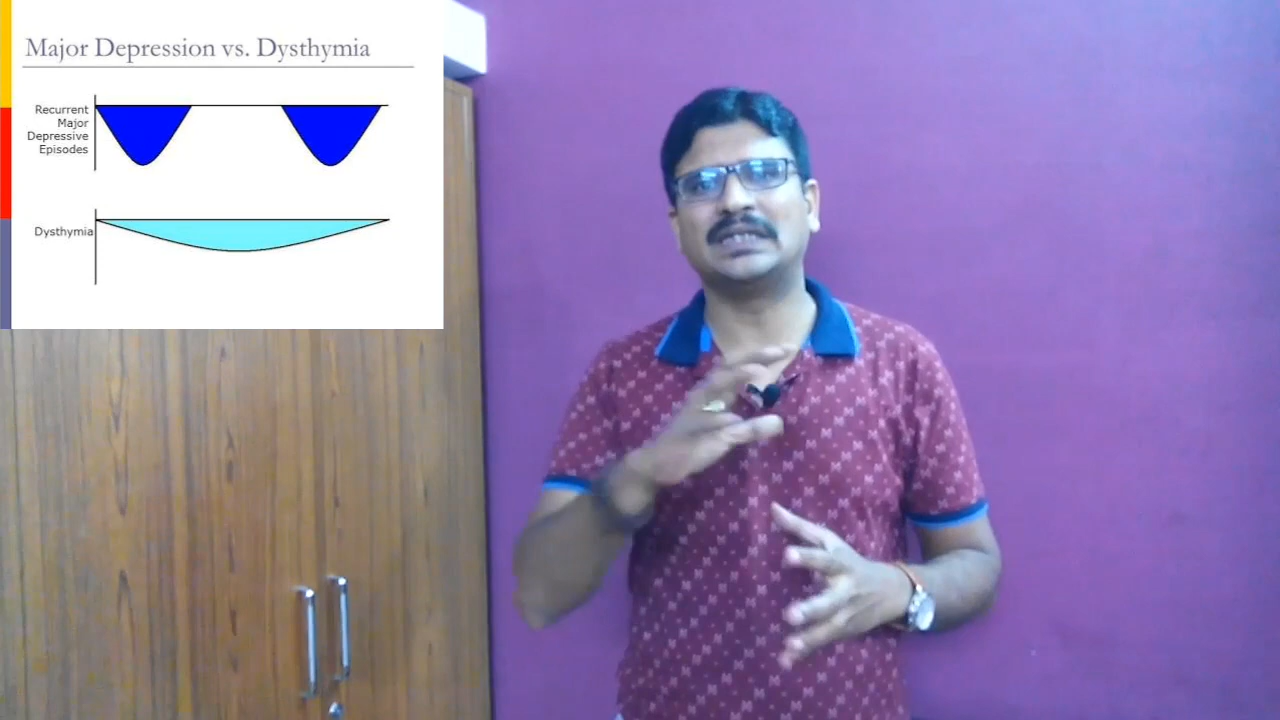 Major Depression vs. Dysthymia
Recurrent
Major
Depressive
Episodes
Dysthymia